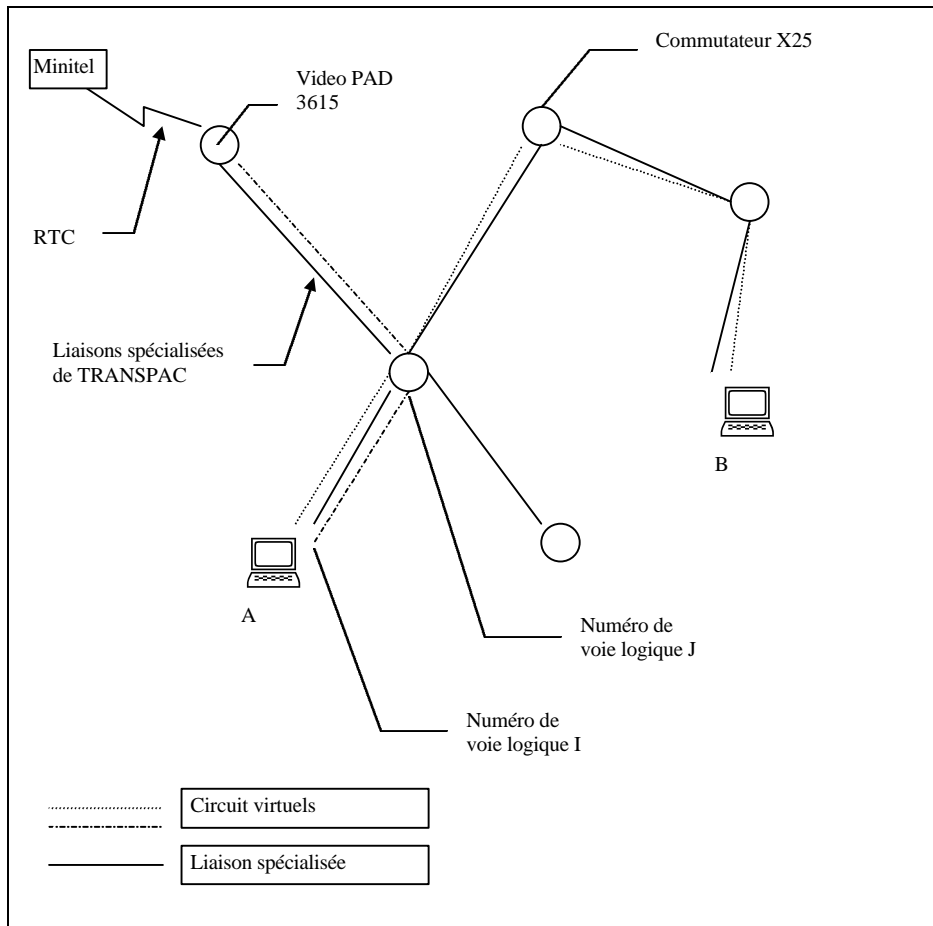 Commutateur X25
Minitel
Video PAD
3615
RTC
Liaisons spécialisées
de TRANSPAC
B
A
Numéro de
voie logique J
Numéro de
voie logique I
Circuit virtuels
Liaison spécialisée